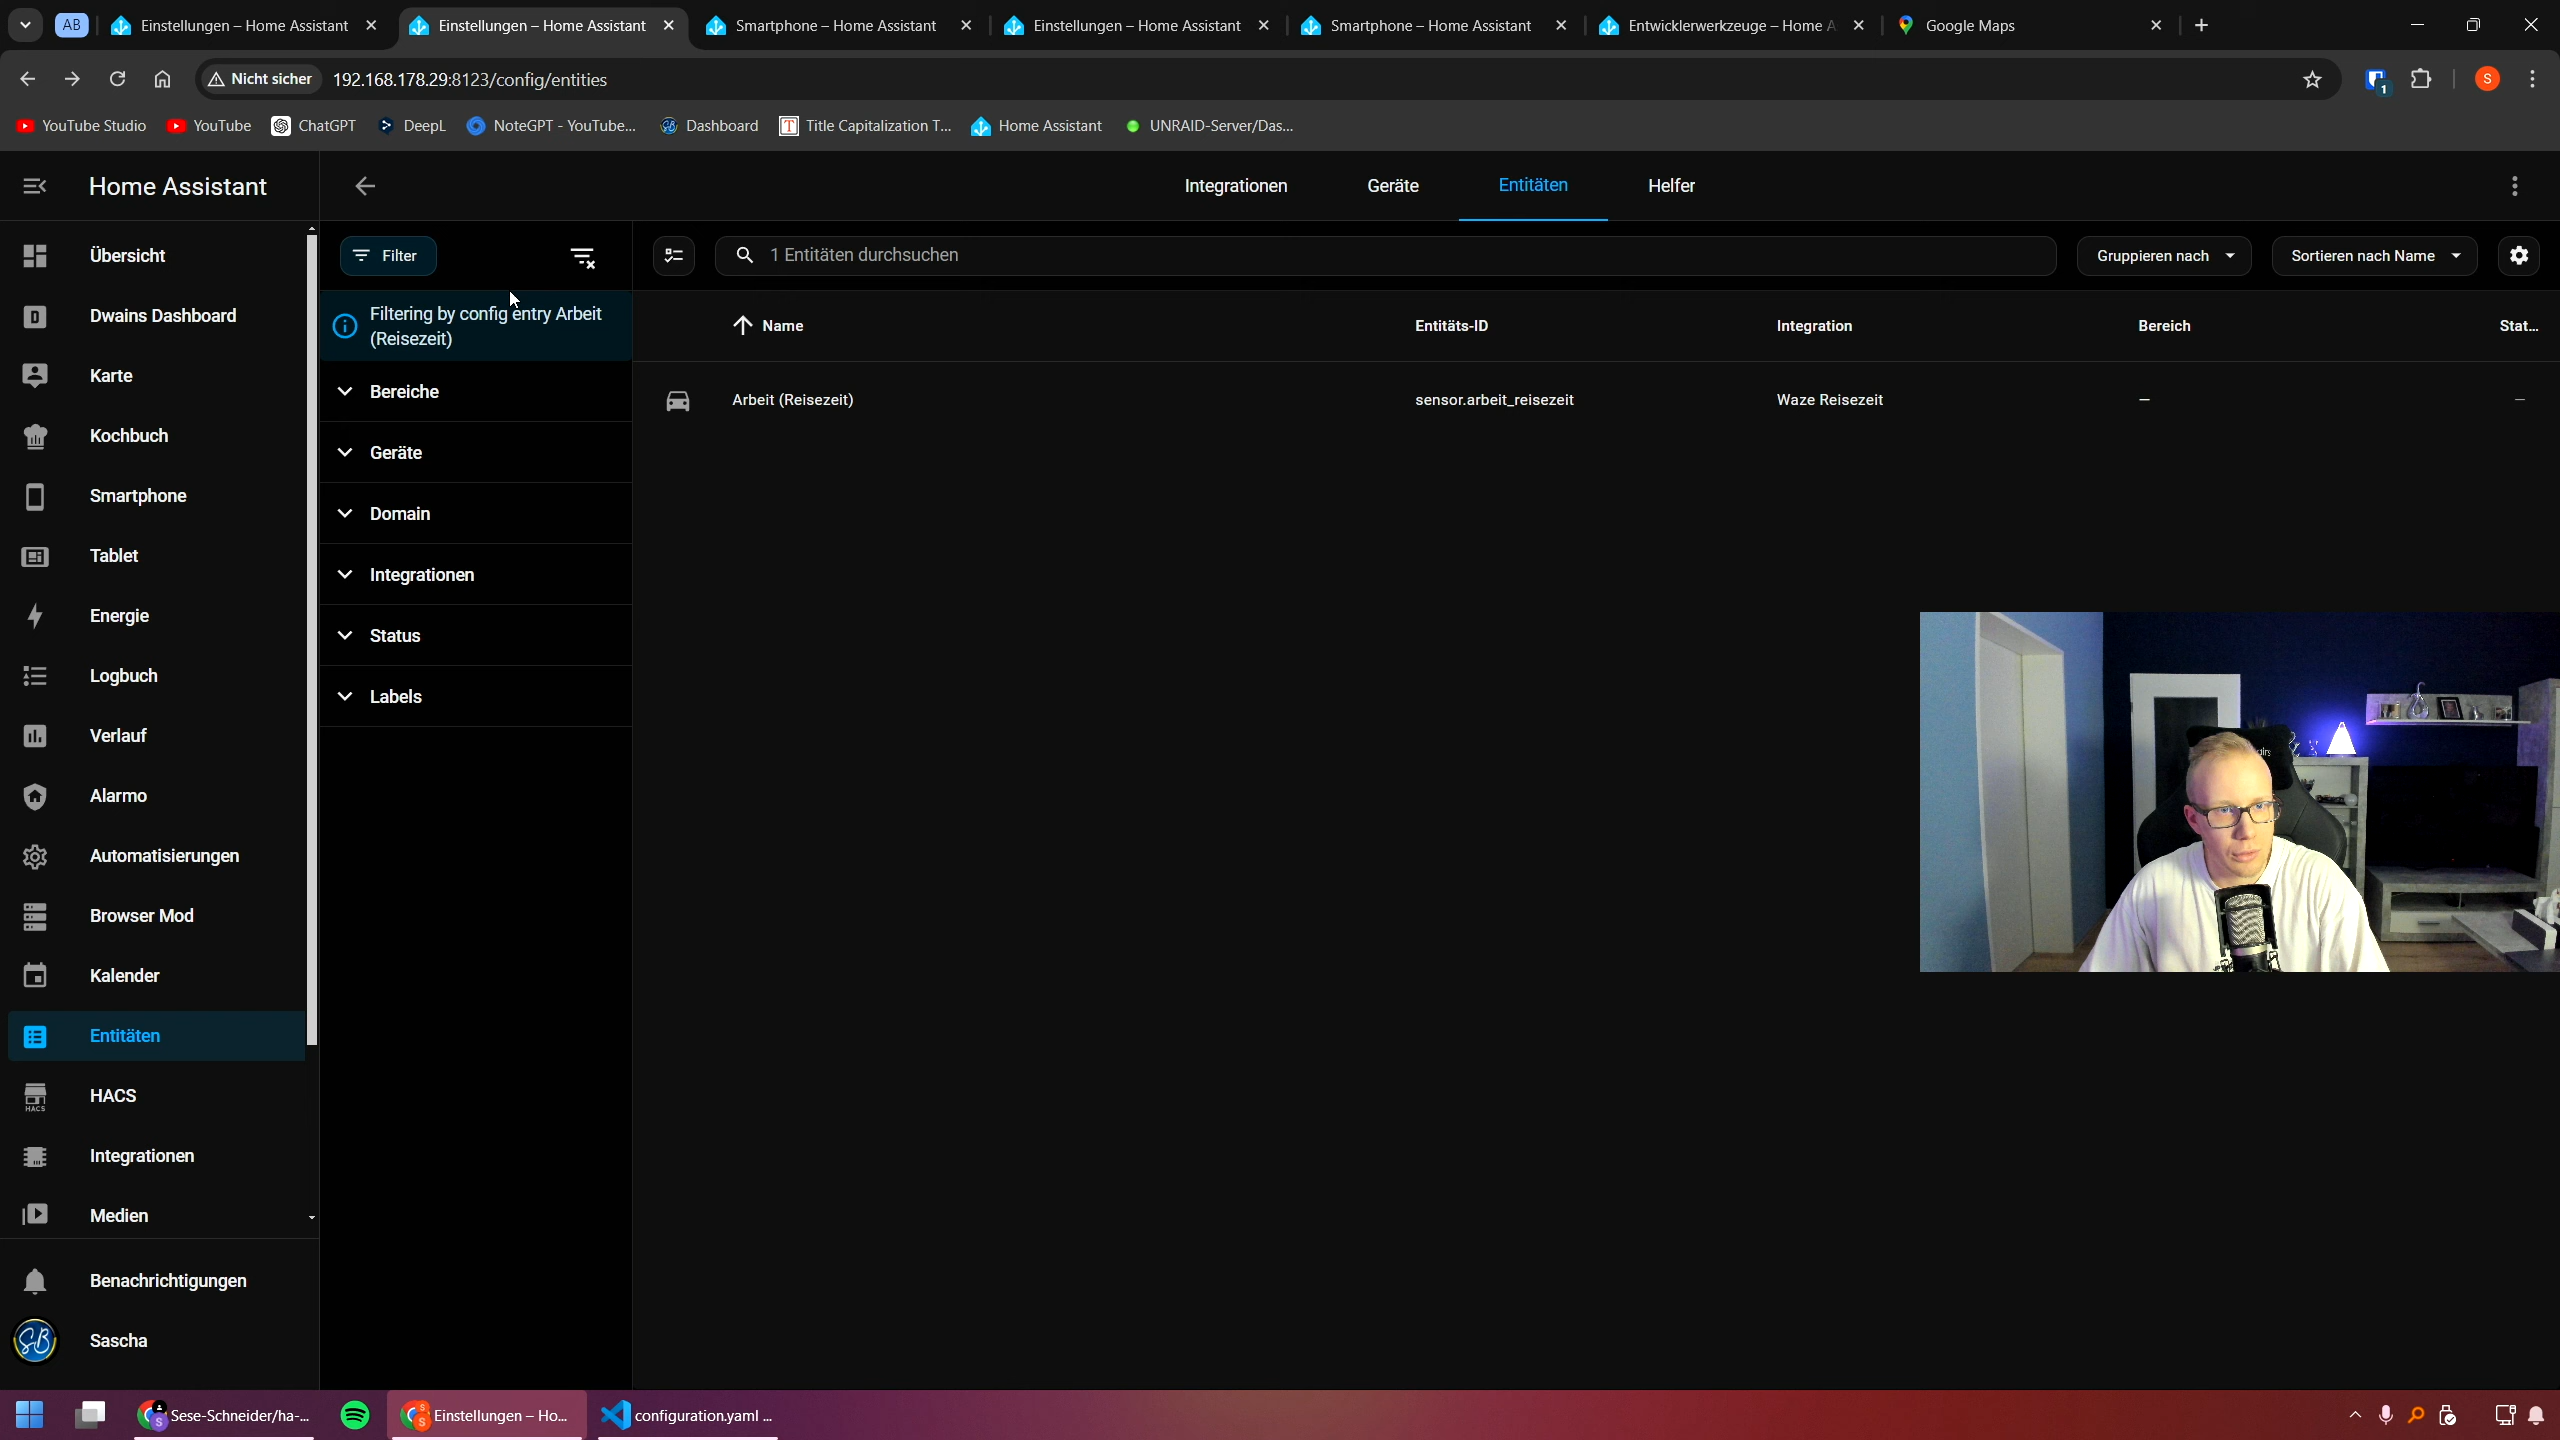 AB
Einstellungen – Home Assistant
Einstellungen – Home Assistant
Smartphone – Home Assistant
Einstellungen – Home Assistant
Smartphone – Home Assistant
Entwicklerwerkzeuge – Home A
Google Maps
Nicht sicher
192.168.178.29:8123/config/entities
1
S
YouTube Studio
YouTube
ChatGPT
DeepL
NoteGPT - YouTube...
Dashboard
Title Capitalization T...
Home Assistant
UNRAID-Server/Das...
Home Assistant
Integrationen
Geräte
Entitäten
Helfer
Übersicht
Dwains Dashboard
Karte
Kochbuch
Smartphone
Tablet
Energie
Logbuch
Verlauf
Alarmo
Automatisierungen
Browser Mod
Kalender
Entitäten
HACS
HACS
Integrationen
Medien
Benachrichtigungen
SB
Sascha
Filter
Filtering by config entry Arbeit
(Reisezeit)
Bereiche
Geräte
Domain
Integrationen
Status
Labels
1 Entitäten durchsuchen
Gruppieren nach
Sortieren nach Name
Name
Entitäts-ID
Integration
Bereich
Stat...
Arbeit (Reisezeit)
sensor.arbeit_reisezeit
Waze Reisezeit
–
–
Sese-Schneider/ha-...
Einstellungen – Ho...
configuration.yaml ...